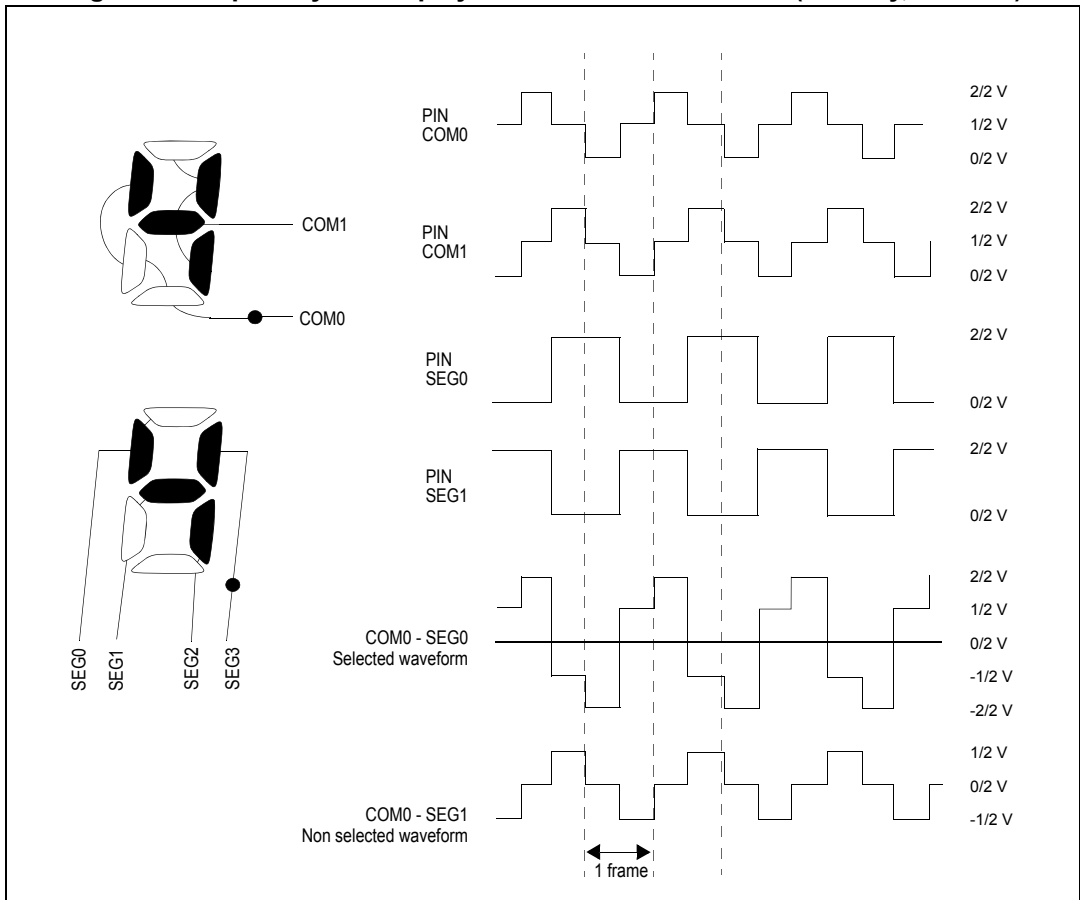 PIN
COM0
2/2 V
1/2 V
0/2 V
COM1
COM0
PIN
COM1
2/2 V
1/2 V
0/2 V
PIN
SEG0
2/2 V
0/2 V
PIN
SEG1
2/2 V
0/2 V
SEG0
SEG1
SEG2
SEG3
COM0 - SEG0
Selected waveform
2/2 V
1/2 V
0/2 V
-1/2 V
-2/2 V
COM0 - SEG1
Non selected waveform
1/2 V
0/2 V
-1/2 V
1 frame